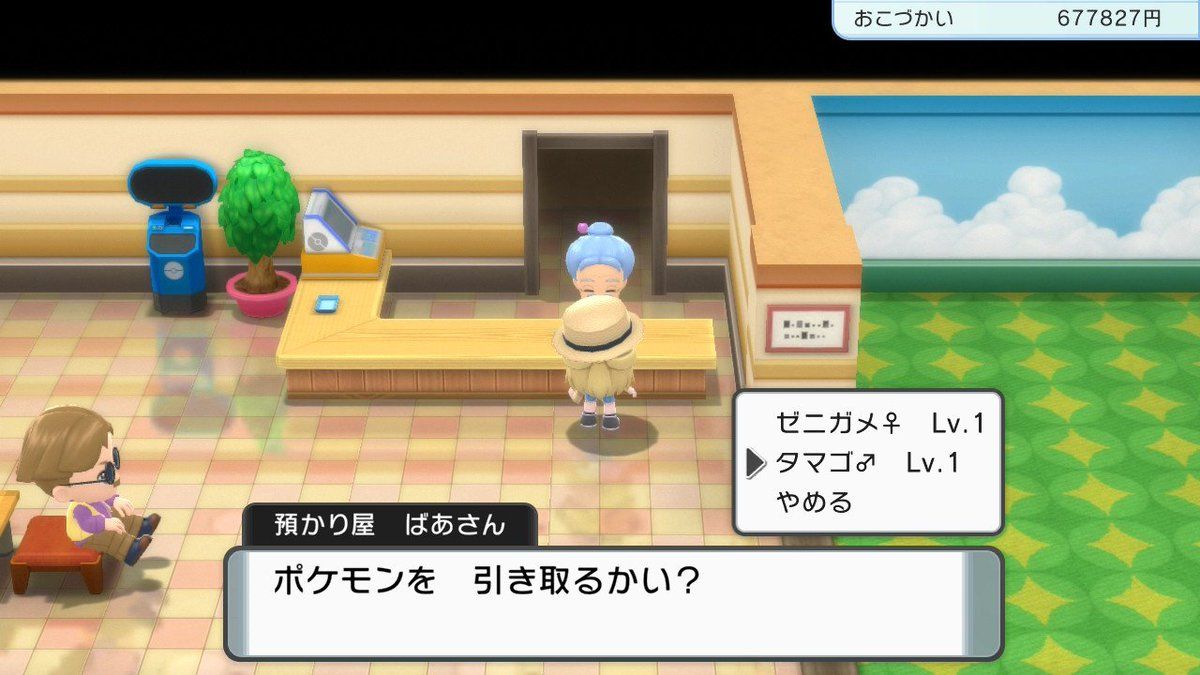 おこづかい 677827円
ゼニガメ♀ Lv.1
タマゴ♂ Lv.1
やめる
預かり屋 ばあさん
ポケモンを 引き取るかい？